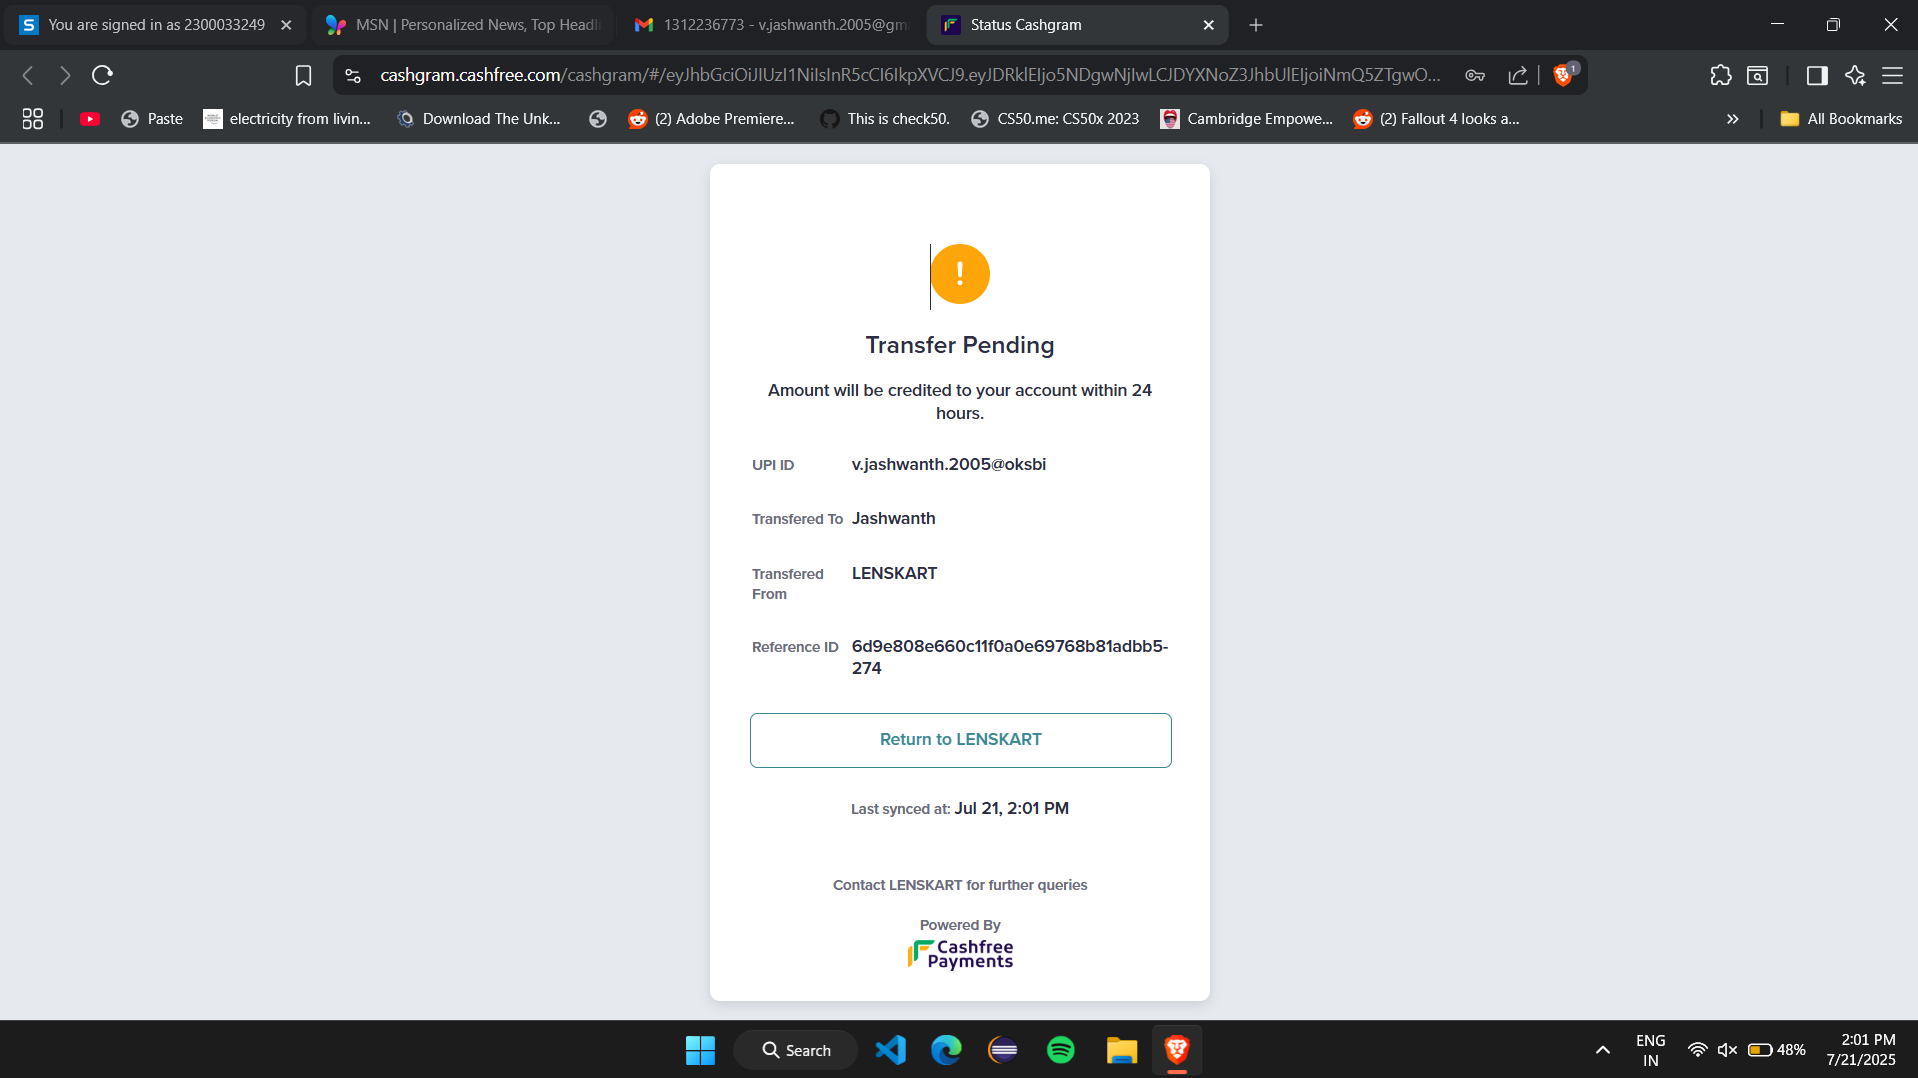 You are signed in as 2300033249
MSN | Personalized News, Top Headli
1312236773 - v.jashwanth.2005@gm
Status Cashgram
cashgram.cashfree.com/cashgram/#/eyJhbGciOiJIUzI1NiIsInR5cCI6IkpXVCJ9.eyJDRklEIjo5NDgwNjIwLCJDYXNoZ3JhbUlEIjoiNmQ5ZTgwO...
1
Paste
electricity from livin...
Download The Unk...
(2) Adobe Premiere...
This is check50.
CS50.me: CS50x 2023
Cambridge Empowe...
(2) Fallout 4 looks a...
All Bookmarks
!
Transfer Pending
Amount will be credited to your account within 24
hours.
UPI ID v.jashwanth.2005@oksbi
Transfered To Jashwanth
Transfered LENSKART
From
Reference ID 6d9e808e660c11f0a0e69768b81adbb5-
274
Return to LENSKART
Last synced at: Jul 21, 2:01 PM
Contact LENSKART for further queries
Powered By
Cashfree
Payments
Search
ENG
IN
48%
2:01 PM
7/21/2025